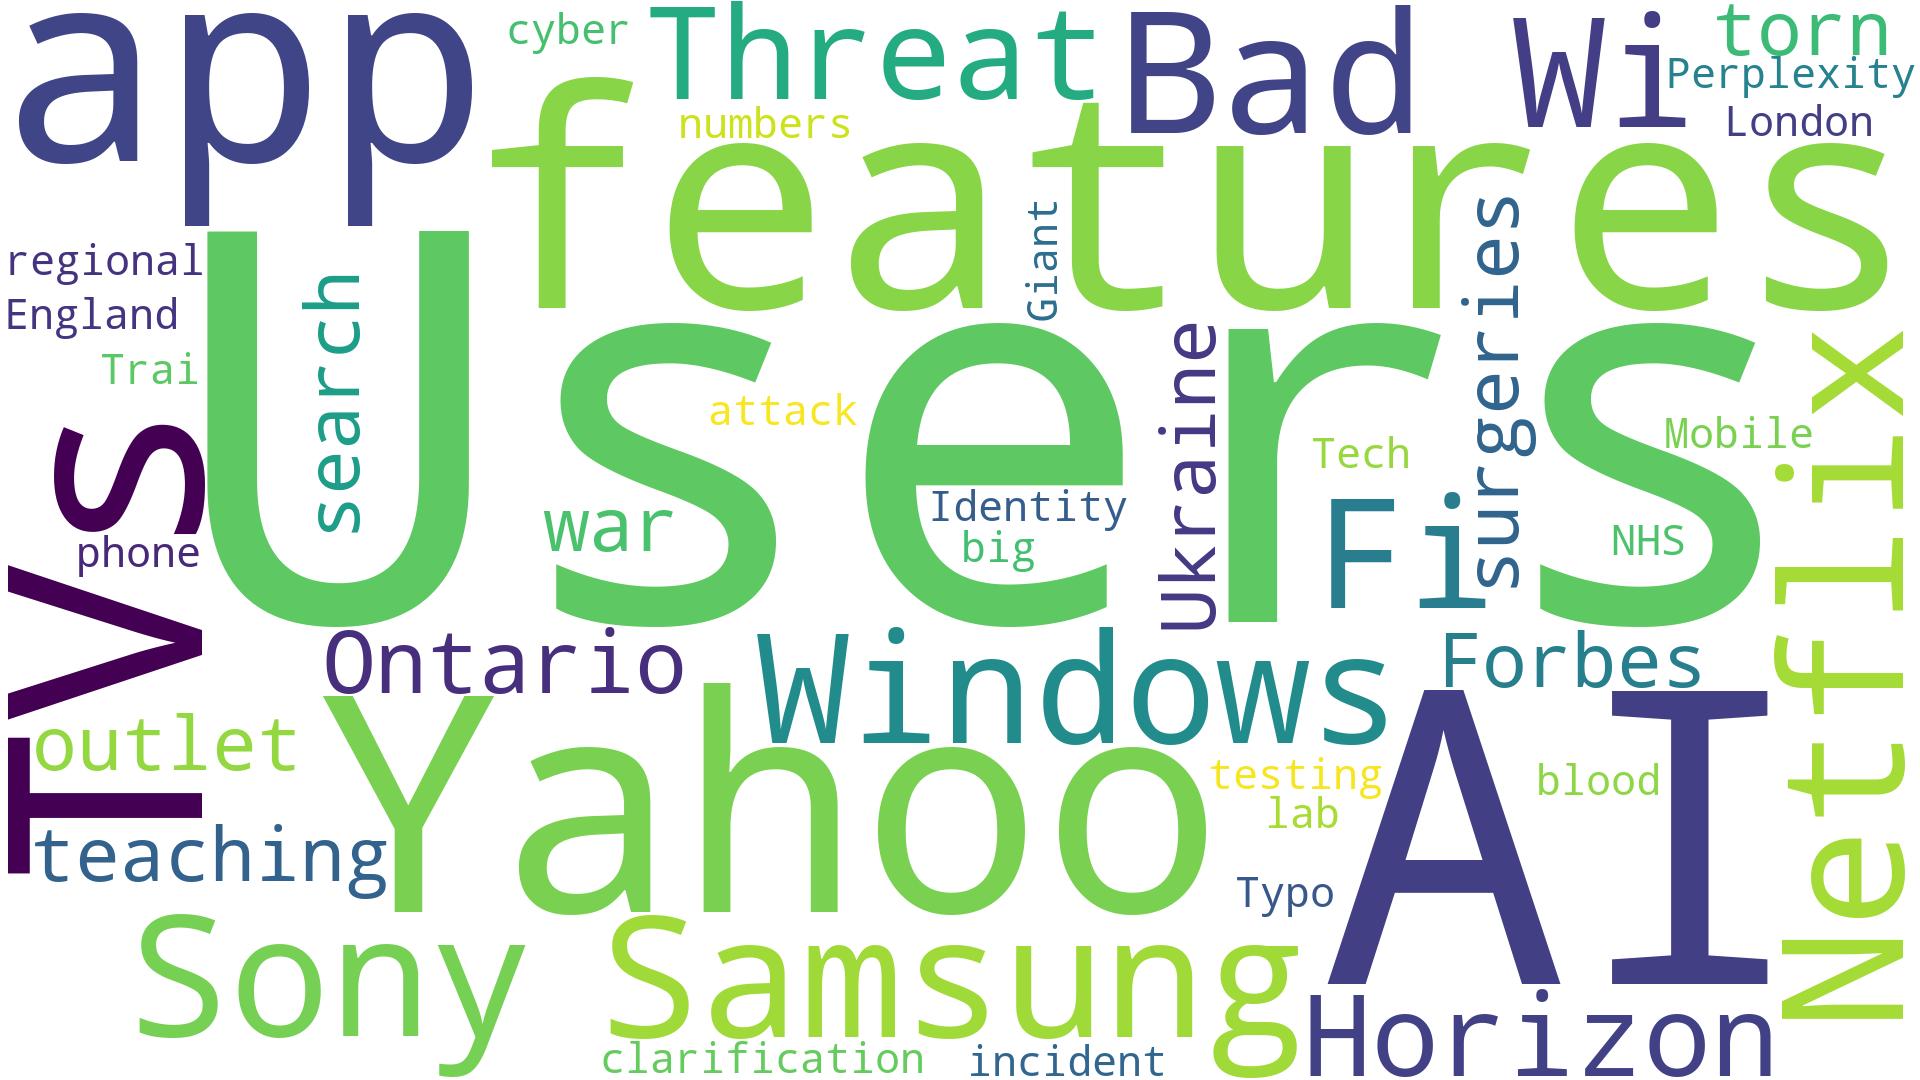 app
cyber
Threat
Bad
Wi
torn
Perplexity
London
numbers
features
regional
England
Trai
search
Giant
surgeries
Users
attack
Ukraine
Tech
Mobile
Netflix
TVs
phone
war
Identity
big
Fi
NHS
Ontario
Windows
Forbes
outlet
Yahoo
AI
testing
lab
blood
teaching
Typo
Sony
Samsung
Horizon
clarification
incident